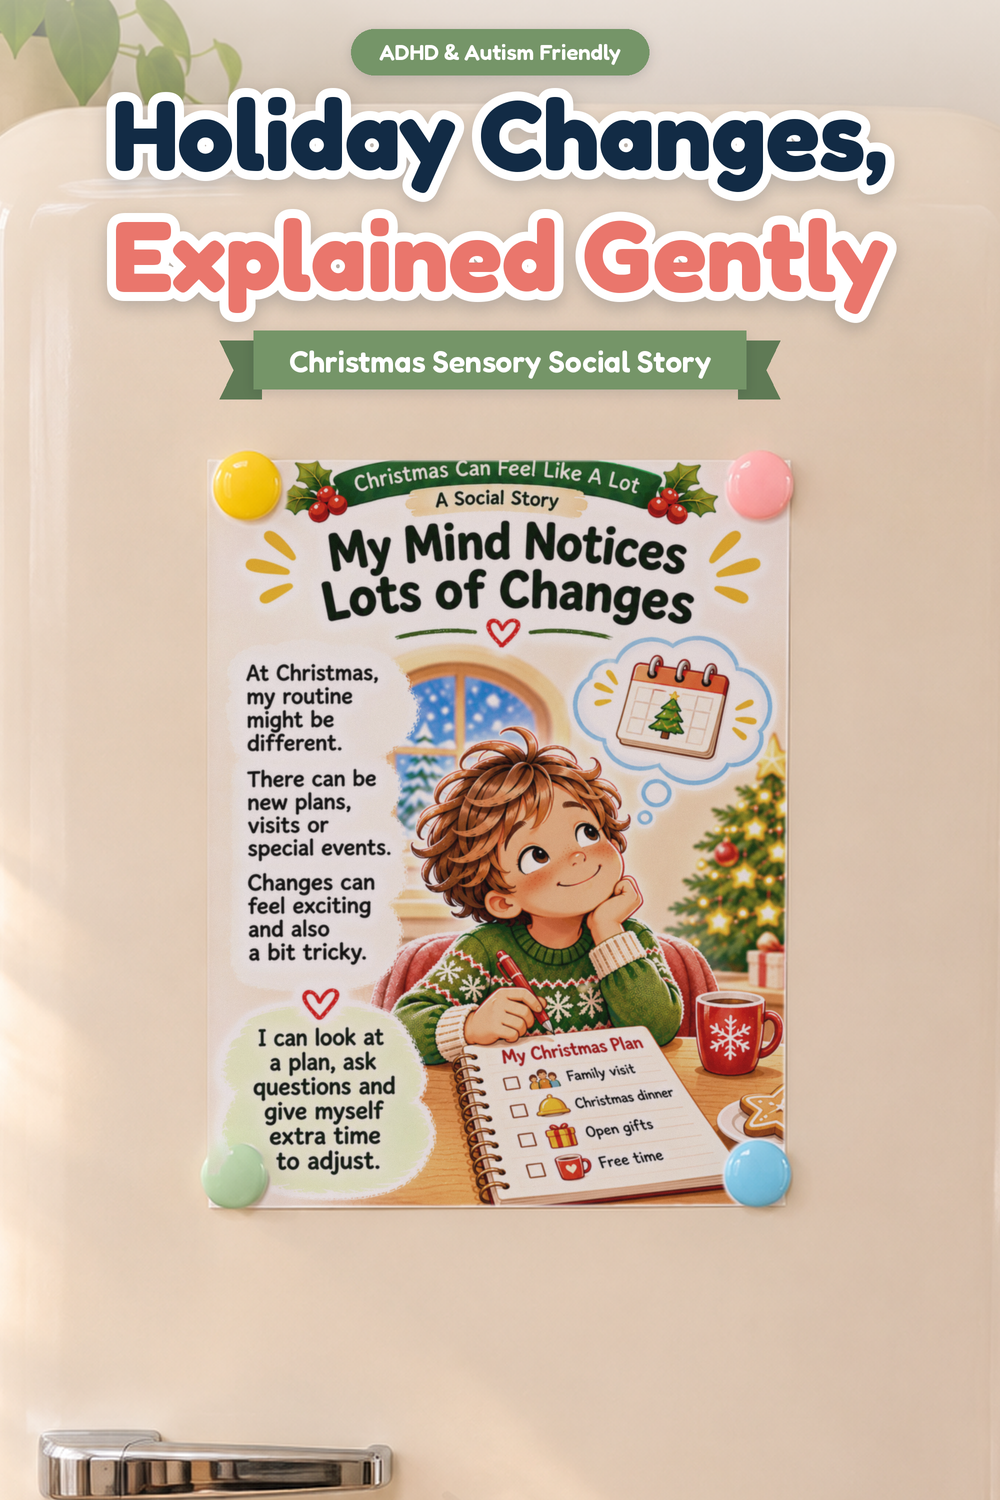 ADHD & Autism Friendly
Holiday Changes,
Explained Gently
Christmas Sensory Social Story
Christmas Can Feel Like A Lot
A Social Story
My Mind Notices
Lots of Changes
At Christmas,
my routine
might be
different.
There can be
new plans,
visits or
special events.
Changes can
feel exciting
and also
a bit tricky.
I can look at
a plan, ask
questions and
give myself
extra time
to adjust.
My Christmas Plan
Family visit
Christmas dinner
Open gifts
Free time